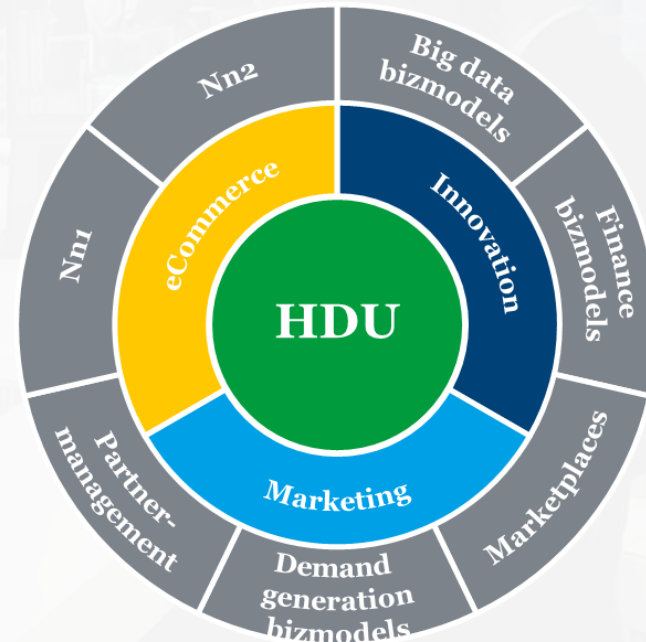 Nn2
Big data
bizmodels
Nn1
eCommerce
Innovation
Finance
bizmodels
HDU
Partner-
management
Marketing
Marketplaces
Demand
generation
bizmodels